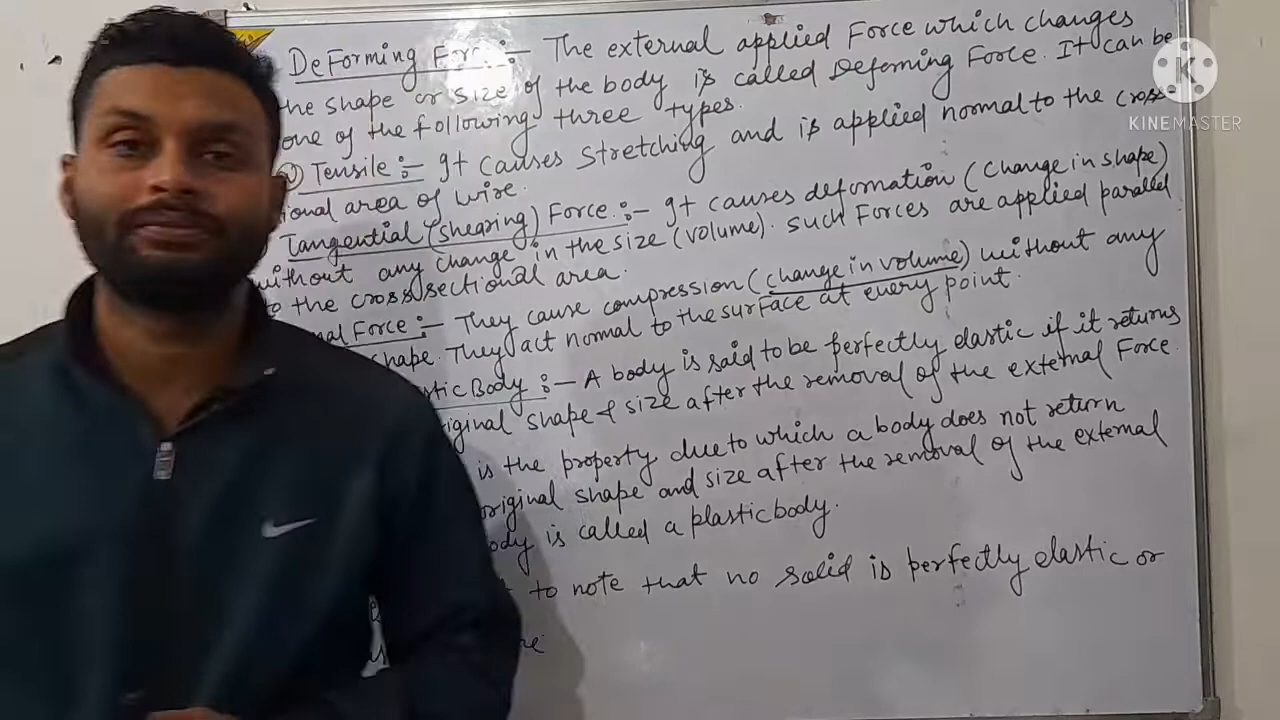 DeForming Forc :- The external applied Force which changes
the shape or size of the body is called Deforming Force. It can be
one of the following three types.
Tensile :- It causes stretching and is applied normal to the cross
ional area of wire.
Tangential (shearing) Force :- It causes deformation (change in shape)
without any change in the size (volume). such Forces are applied parallel
to the cross sectional area.
nal Force :- They cause compression (change in volume) without any
hape. They act normal to the surface at every point.
stic Body :- A body is said to be perfectly elastic if it returns
iginal shape & size after the removal of the external Force.
is the property due to which a body does not return
original shape and size after the removal of the external
ody is called a plastic body.
to note that no solid is perfectly elastic or
re
K
KINEMASTER